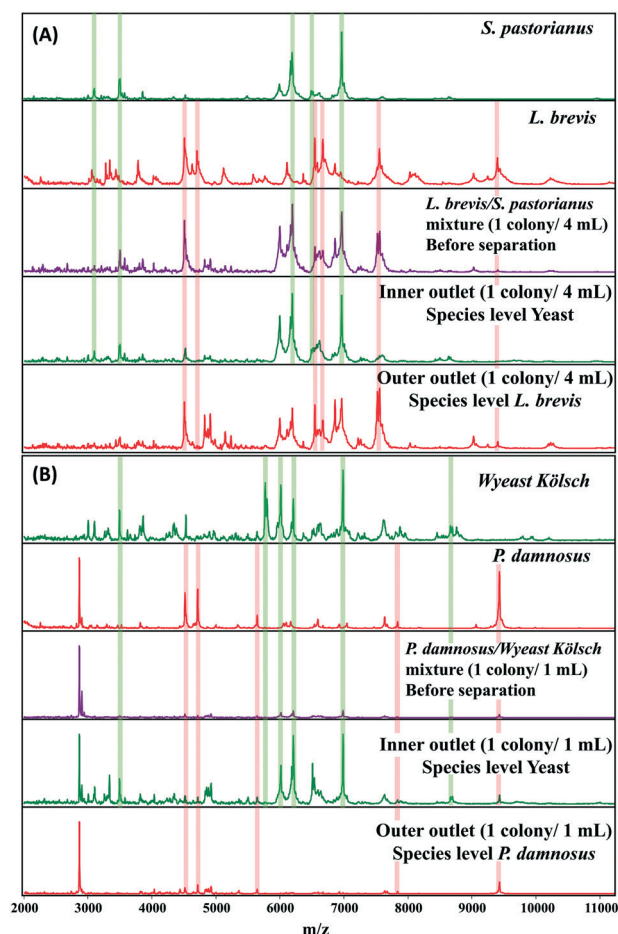 (A)
S. pastorianus
L. brevis
L. brevis/S. pastorianus
mixture (1 colony/ 4 mL)
Before separation
Inner outlet (1 colony/ 4 mL)
Species level Yeast
Outer outlet (1 colony/ 4 mL)
Species level L. brevis
(B)
Wyeast Kölsch
P. damnosus
P. damnosus/Wyeast Kölsch
mixture (1 colony/ 1 mL)
Before separation
Inner outlet (1 colony/ 1 mL)
Species level Yeast
Outer outlet (1 colony/ 1 mL)
Species level P. damnosus
2000 3000 4000 5000 6000 7000 8000 9000 10000 11000
m/z